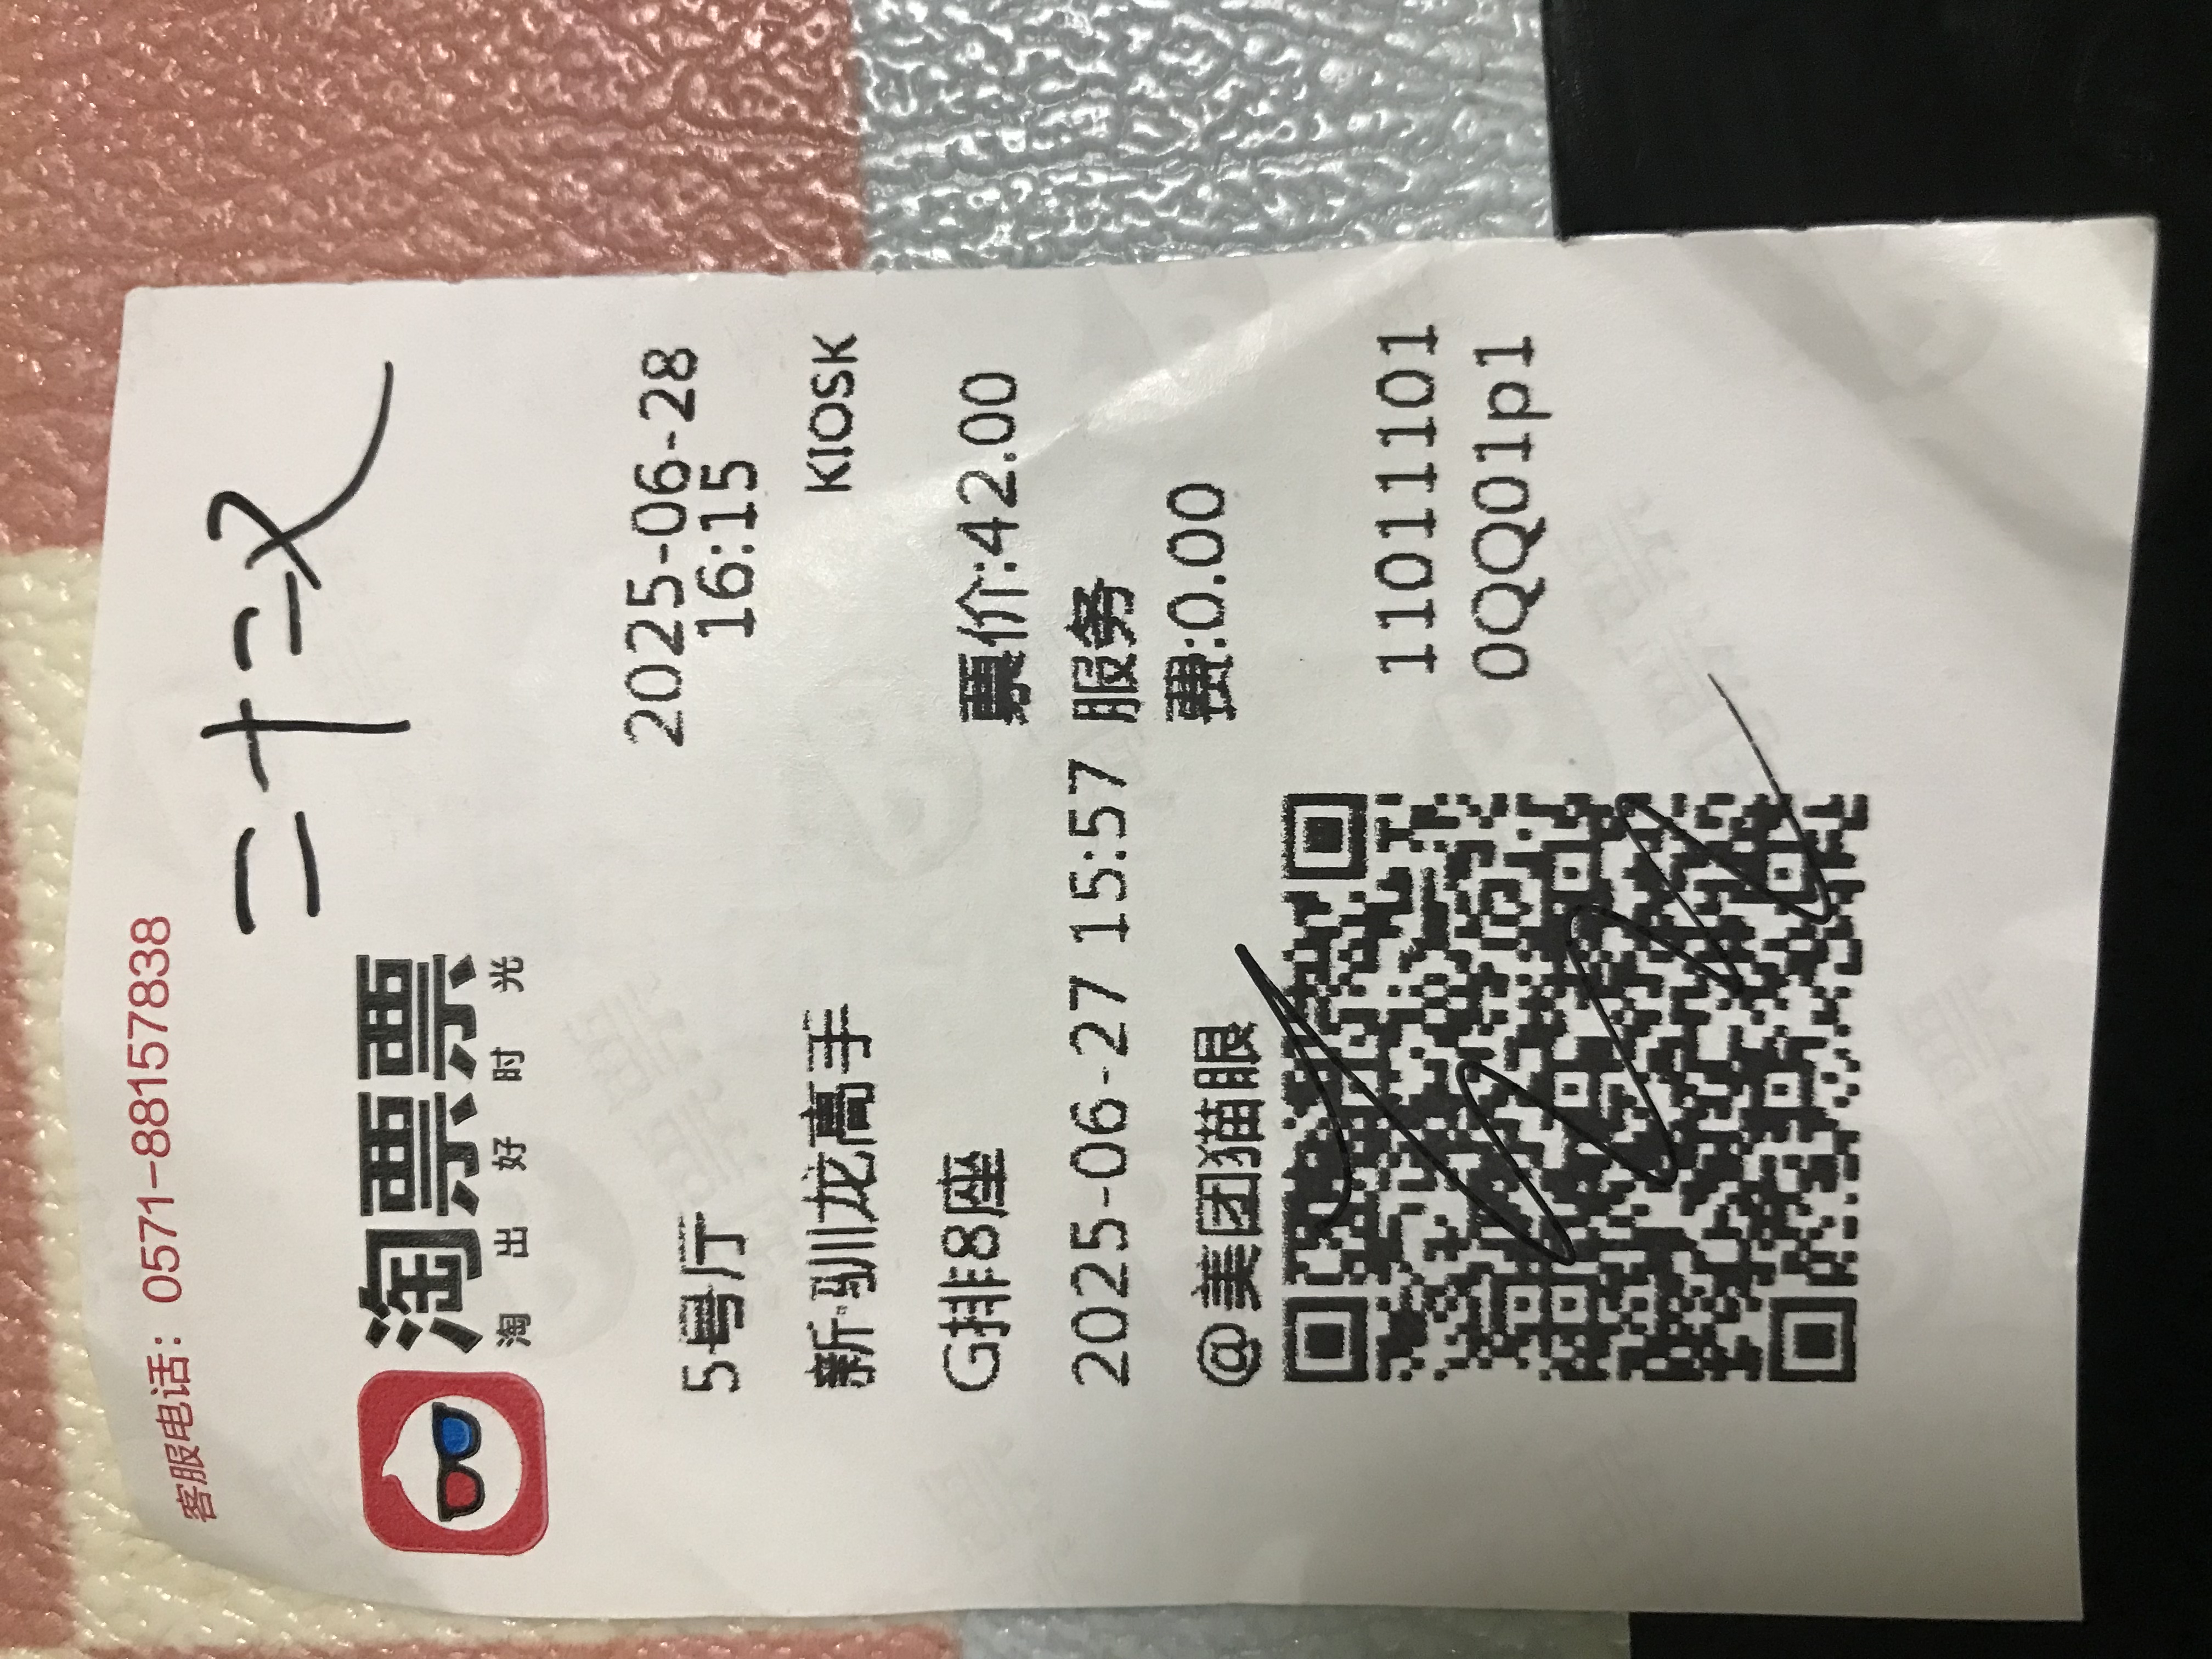 客服电话：0571-88157838
二十二次
淘票票
淘出好时光
5号厅 2025-06-28
16:15
新·驯龙高手 KIOSK
G排8座 票价:42.00
2025-06-27 15:57 服务
费:0.00
@美团猫眼
11011101
0QQ01p1